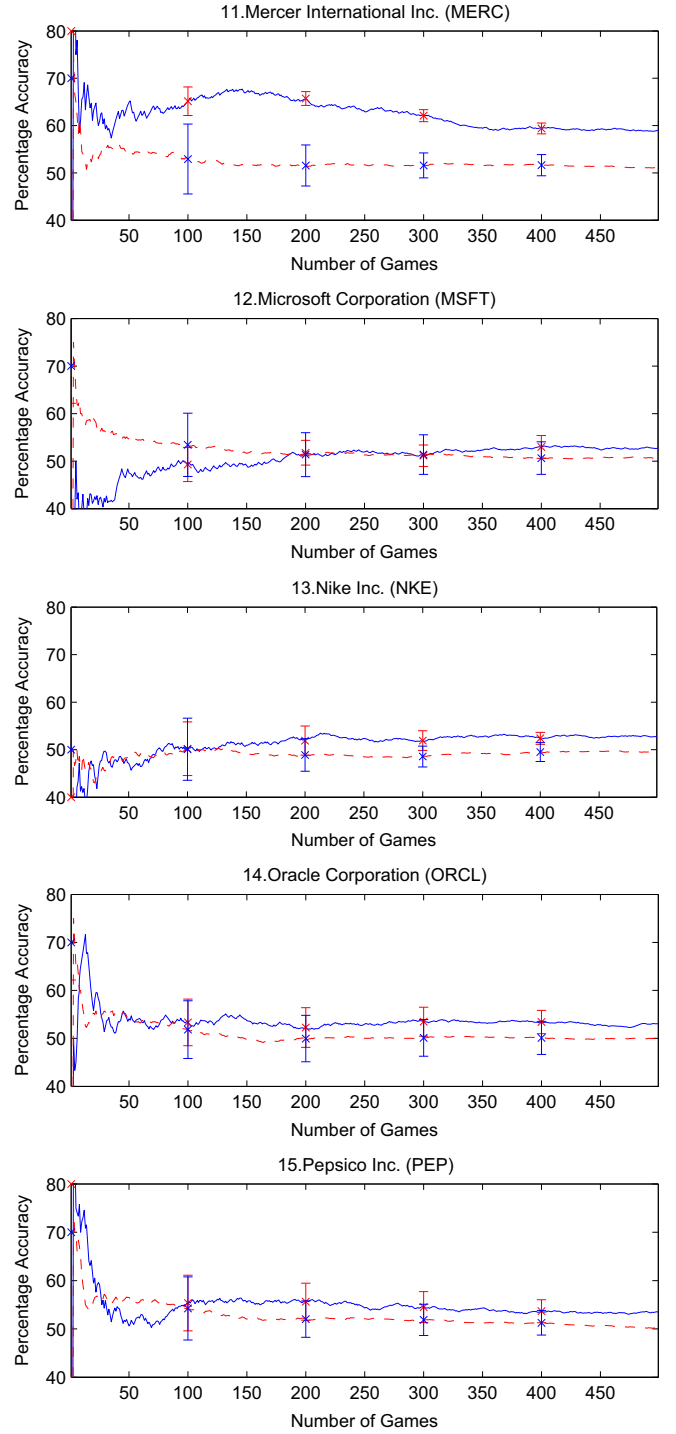 11.Mercer International Inc. (MERC)
80
70
60
50
40
Percentage Accuracy
50 100 150 200 250 300 350 400 450
Number of Games
12.Microsoft Corporation (MSFT)
80
70
60
50
40
Percentage Accuracy
50 100 150 200 250 300 350 400 450
Number of Games
13.Nike Inc. (NKE)
80
70
60
50
40
Percentage Accuracy
50 100 150 200 250 300 350 400 450
Number of Games
14.Oracle Corporation (ORCL)
80
70
60
50
40
Percentage Accuracy
50 100 150 200 250 300 350 400 450
Number of Games
15.Pepsico Inc. (PEP)
80
70
60
50
40
Percentage Accuracy
50 100 150 200 250 300 350 400 450
Number of Games